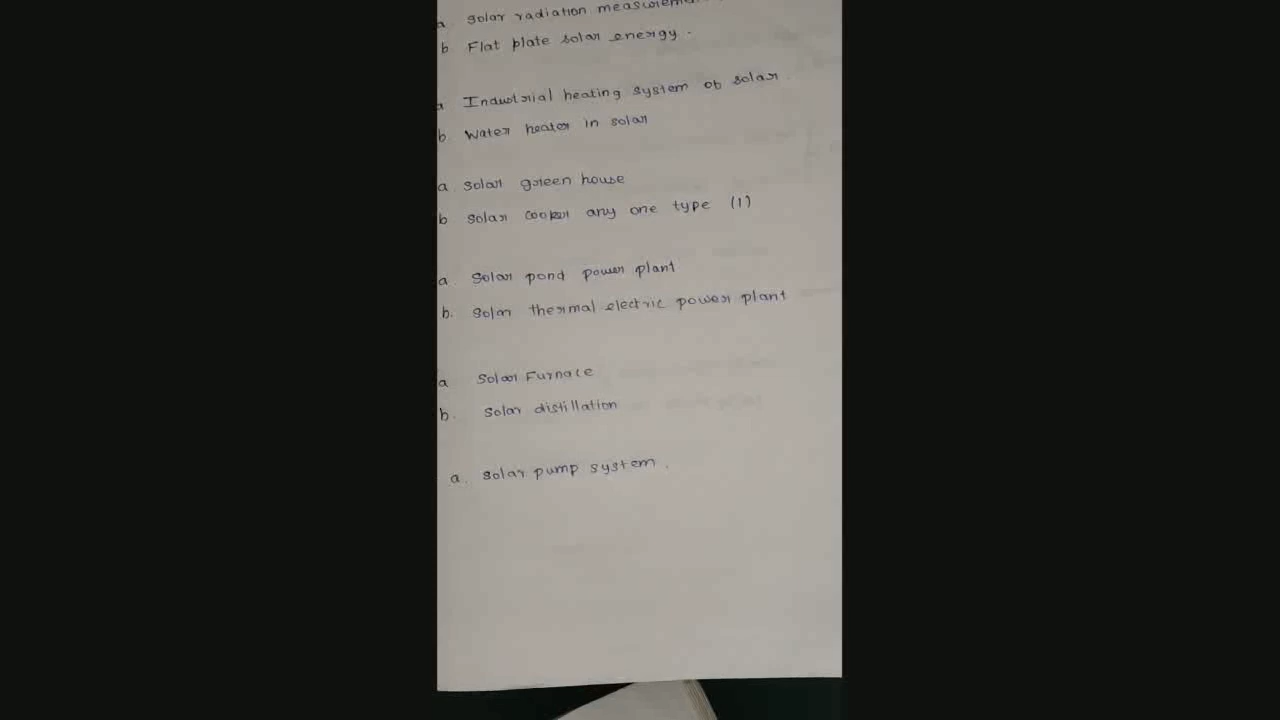 a solar radiation measurement
b Flat plate solar energy.
a Industrial heating system of solar.
b. Water heater in solar
a solar green house
b solar cooker any one type (1)
a. Solar pond power plant
b. Solar thermal electric power plant
a Solar Furnace
b. Solar distillation
a. solar pump system.